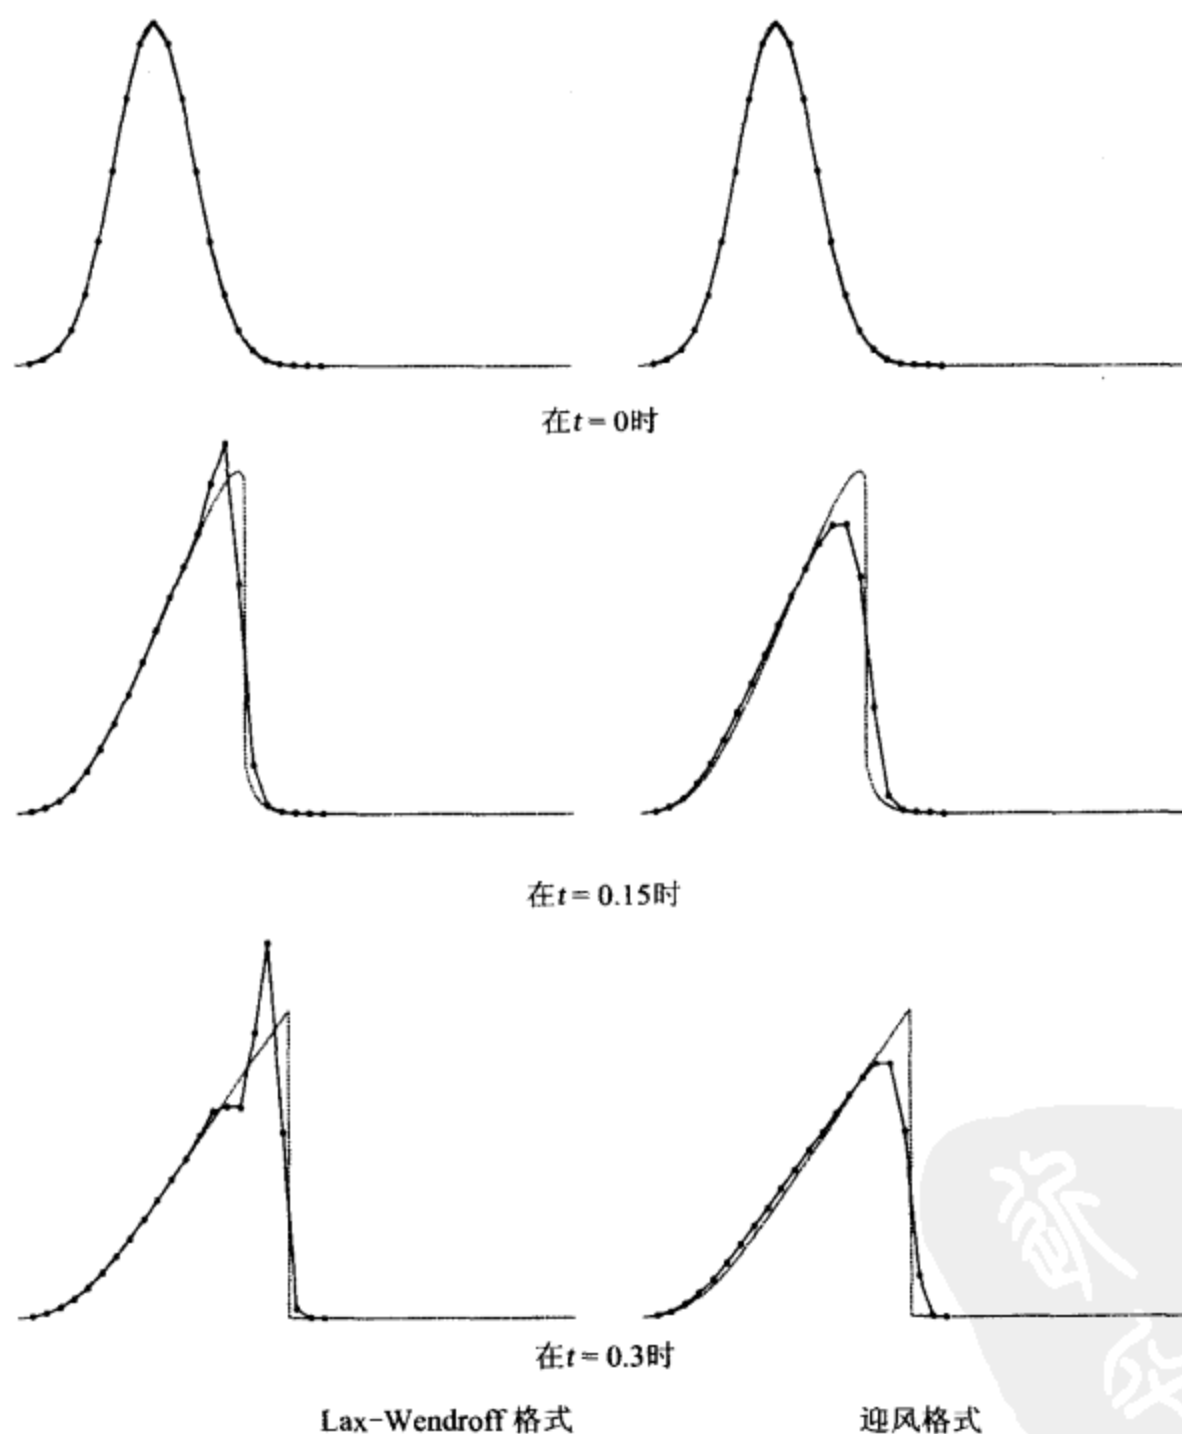 在t = 0时
在t = 0.15时
在t = 0.3时
Lax-Wendroff 格式
迎风格式